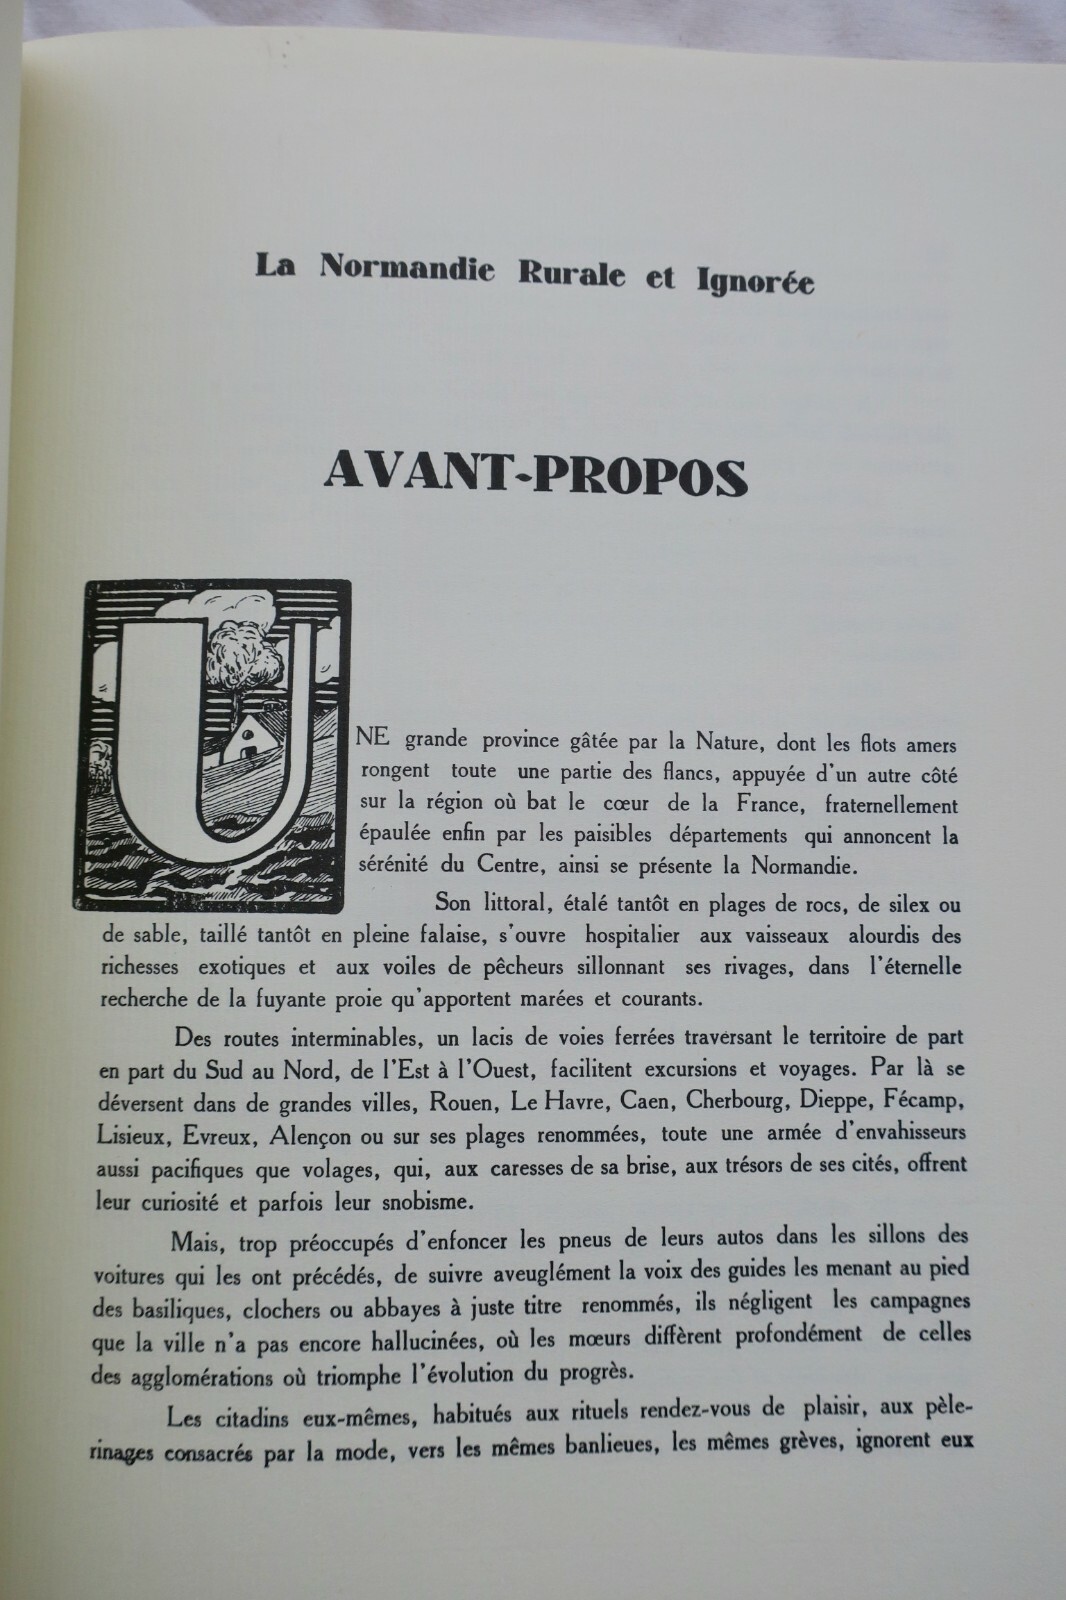 La Normandie Rurale et Ignorée
AVANT-PROPOS
UNE grande province gâtée par la Nature, dont les flots amers
rongent toute une partie des flancs, appuyée d'un autre côté
sur la région où bat le cœur de la France, fraternellement
épaulée enfin par les paisibles départements qui annoncent la
sérénité du Centre, ainsi se présente la Normandie.
Son littoral, étalé tantôt en plages de rocs, de silex ou
de sable, taillé tantôt en pleine falaise, s'ouvre hospitalier aux vaisseaux alourdis des
richesses exotiques et aux voiles de pêcheurs sillonnant ses rivages, dans l'éternelle
recherche de la fuyante proie qu'apportent marées et courants.
Des routes interminables, un lacis de voies ferrées traversant le territoire de part
en part du Sud au Nord, de l'Est à l'Ouest, facilitent excursions et voyages. Par là se
déversent dans de grandes villes, Rouen, Le Havre, Caen, Cherbourg, Dieppe, Fécamp,
Lisieux, Evreux, Alençon ou sur ses plages renommées, toute une armée d'envahisseurs
aussi pacifiques que volages, qui, aux caresses de sa brise, aux trésors de ses cités, offrent
leur curiosité et parfois leur snobisme.
Mais, trop préoccupés d'enfoncer les pneus de leurs autos dans les sillons des
voitures qui les ont précédés, de suivre aveuglément la voix des guides les menant au pied
des basiliques, clochers ou abbayes à juste titre renommés, ils négligent les campagnes
que la ville n'a pas encore hallucinées, où les mœurs diffèrent profondément de celles
des agglomérations où triomphe l'évolution du progrès.
Les citadins eux-mêmes, habitués aux rituels rendez-vous de plaisir, aux pèle-
rinages consacrés par la mode, vers les mêmes banlieues, les mêmes grèves, ignorent eux